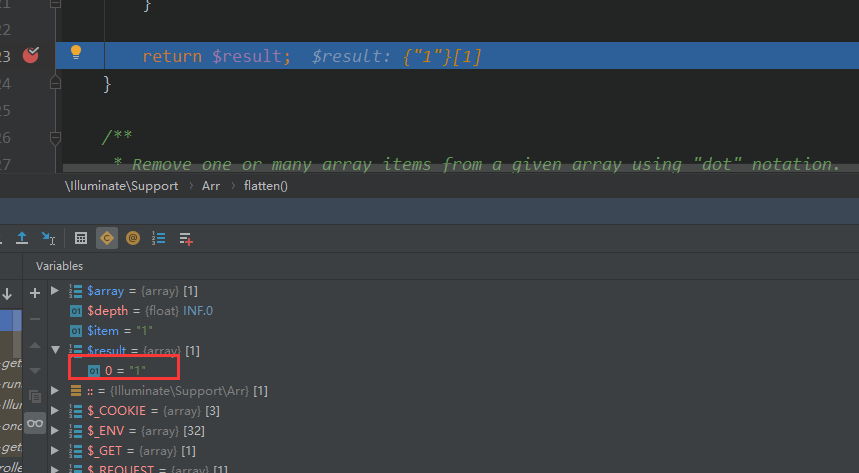 21 }
22
23 return $result; $result: {"1"}[1]
24 }
25
26 /**
27 * Remove one or many array items from a given array using "dot" notation.
\Illuminate\Support › Arr › flatten()
Variables
$array = {array} [1]
$depth = {float} INF.0
$item = "1"
$result = {array} [1]
0 = "1"
:: = {Illuminate\Support\Arr} [1]
$_COOKIE = {array} [3]
$_ENV = {array} [32]
$_GET = {array} [1]
$_REQUEST = {array} [1]
get
run
Illum
onc
get
rolle